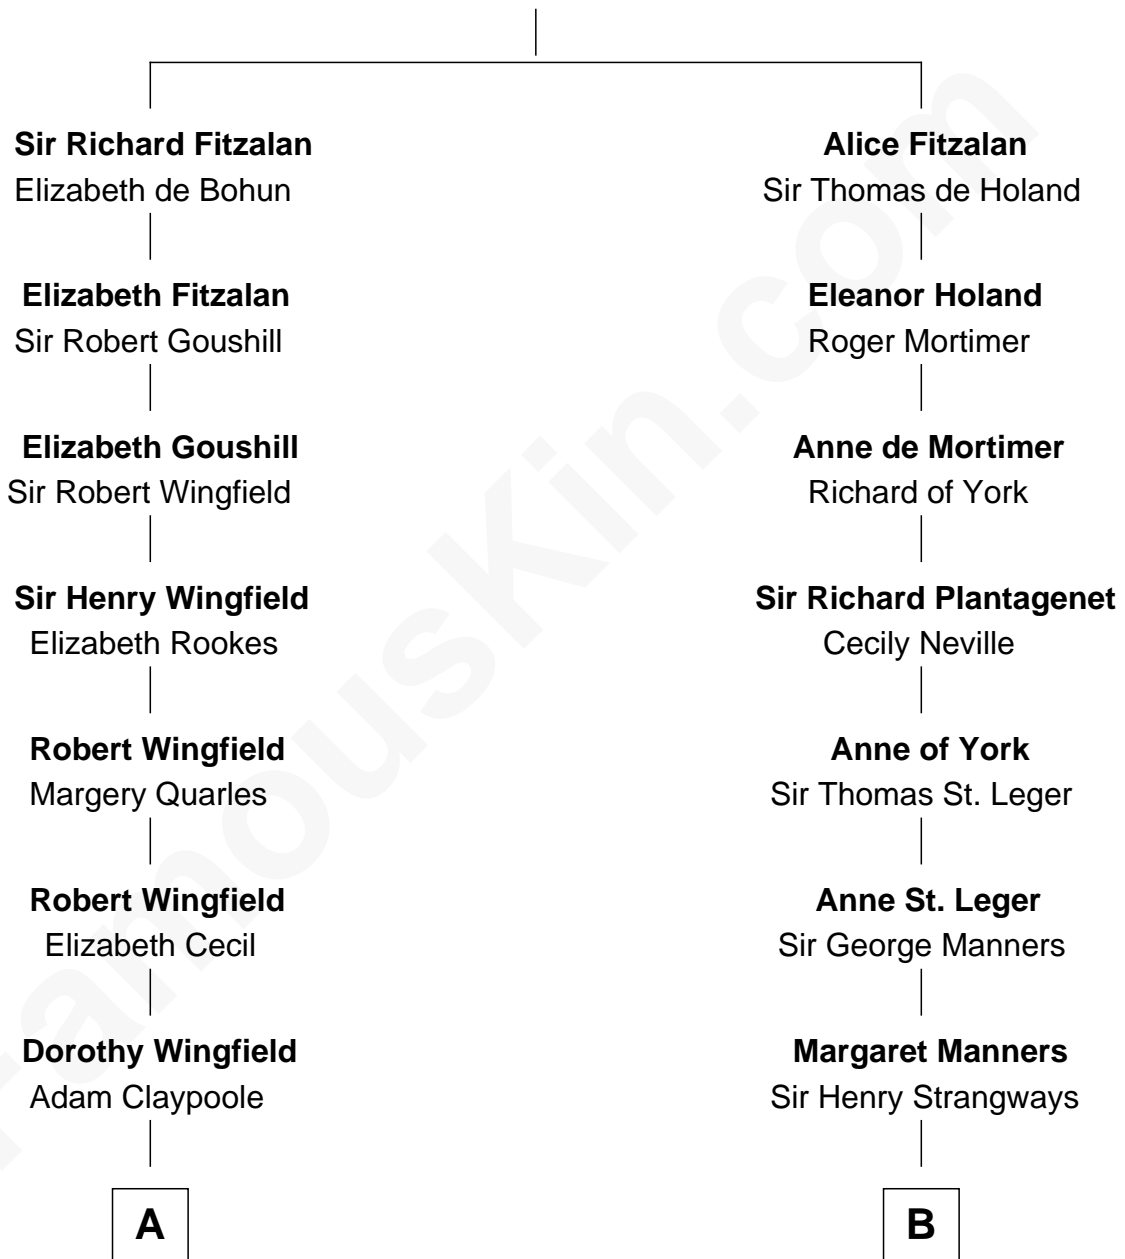 Sir Richard Fitzalan
Elizabeth de Bohun
Elizabeth Fitzalan
Sir Robert Goushill
Elizabeth Goushill
Sir Robert Wingfield
Sir Henry Wingfield
Elizabeth Rookes
Robert Wingfield
Margery Quarles
Robert Wingfield
Elizabeth Cecil
Dorothy Wingfield
Adam Claypoole
A
Alice Fitzalan
Sir Thomas de Holand
Eleanor Holand
Roger Mortimer
Anne de Mortimer
Richard of York
Sir Richard Plantagenet
Cecily Neville
Anne of York
Sir Thomas St. Leger
Anne St. Leger
Sir George Manners
Margaret Manners
Sir Henry Strangways
B
FamousKin.com